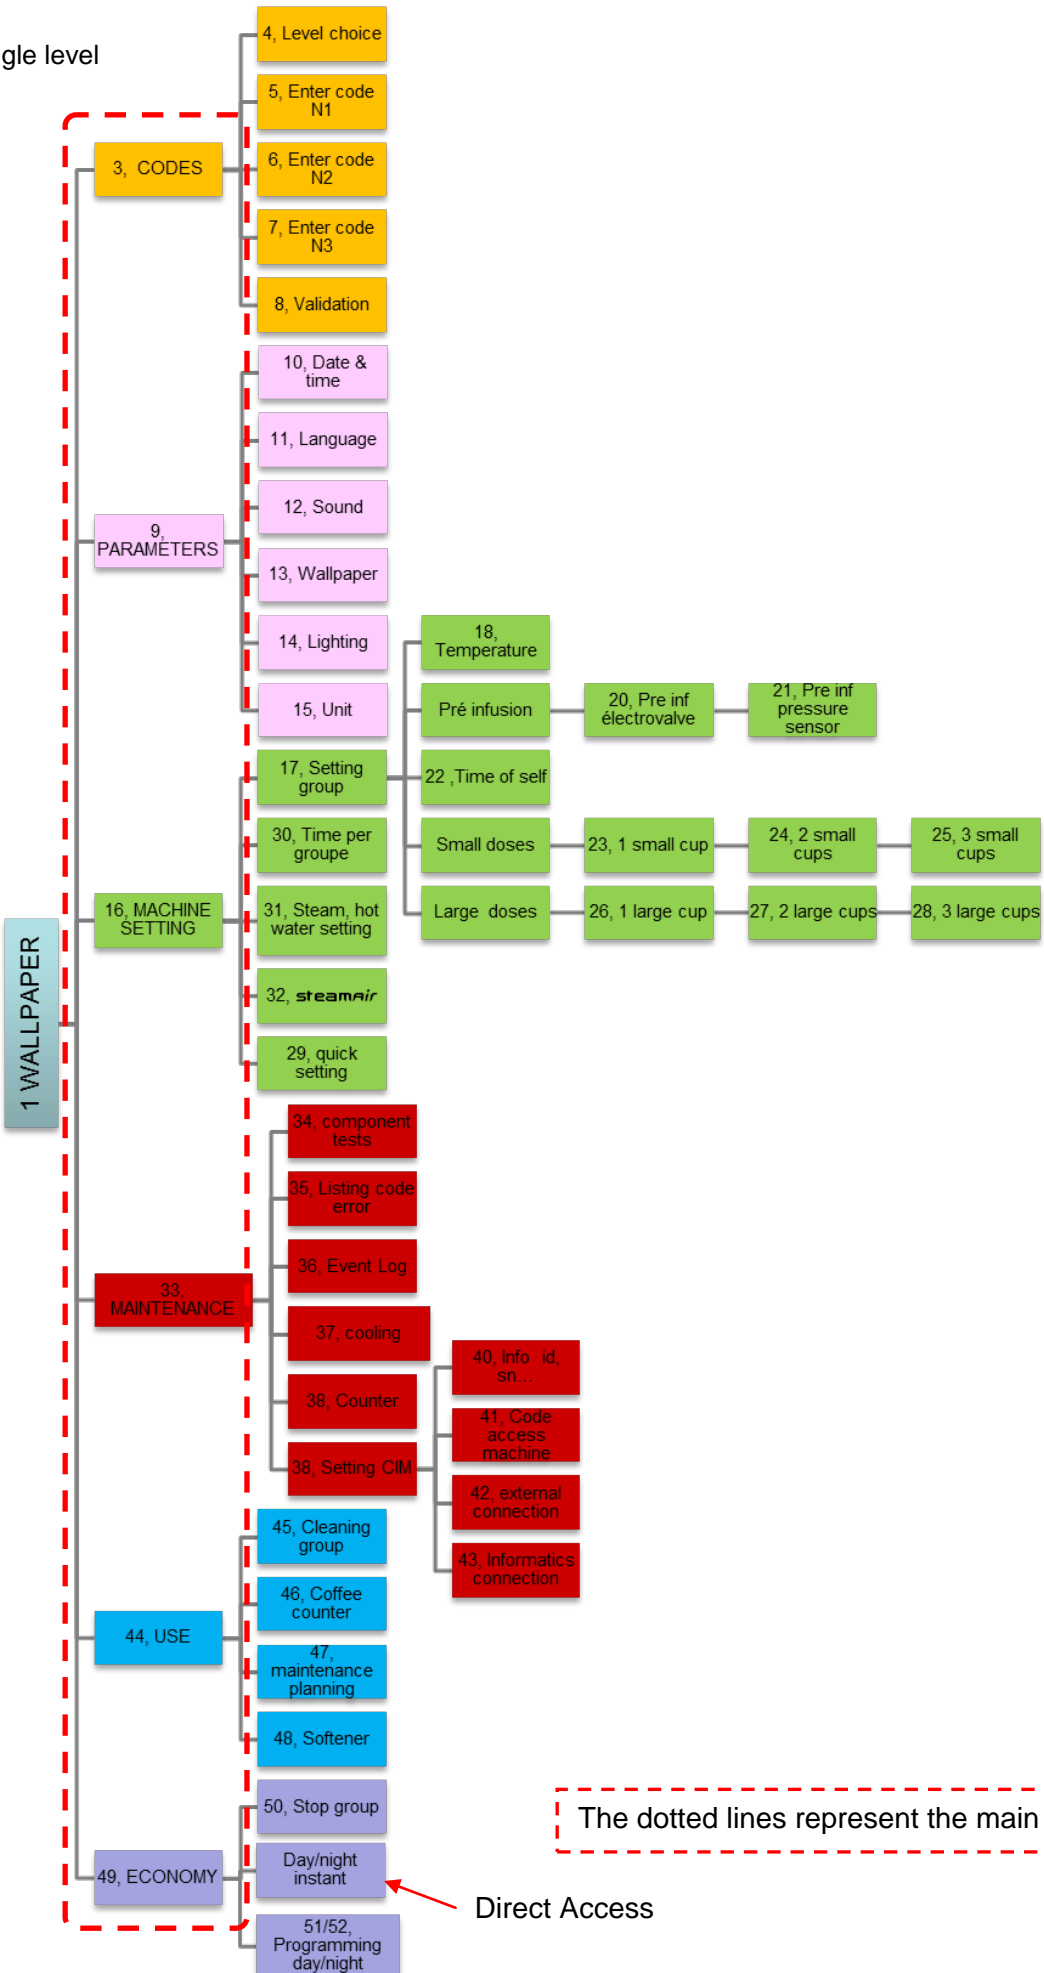 4, Level choice
gle level
5, Enter code
N1
3, CODES
6, Enter code
N2
7, Enter code
N3
8, Validation
10, Date &
time
11, Language
12, Sound
9,
PARAMETERS
13, Wallpaper
14, Lighting
15, Unit
18,
Temperature
Pré infusion
20, Pre inf
électrovalve
21, Pre inf
pressure
sensor
17, Setting
group
22 ,Time of self
30, Time per
groupe
Small doses
23, 1 small cup
24, 2 small
cups
25, 3 small
cups
16, MACHINE
SETTING
31, Steam, hot
water setting
Large doses
26, 1 large cup
27, 2 large cups
28, 3 large cups
32, steamair
1 WALLPAPER
29, quick
setting
34, component
tests
35, Listing code
error
36, Event Log
33,
MAINTENANCE
37, cooling
40, Info id,
sn...
38, Counter
41, Code
access
machine
38, Setting CIM
42, external
connection
43, Informatics
connection
45, Cleaning
group
46, Coffee
counter
44, USE
47,
maintenance
planning
48, Softener
50, Stop group
The dotted lines represent the main
49, ECONOMY
Day/night
instant
Direct Access
51/52,
Programming
day/night